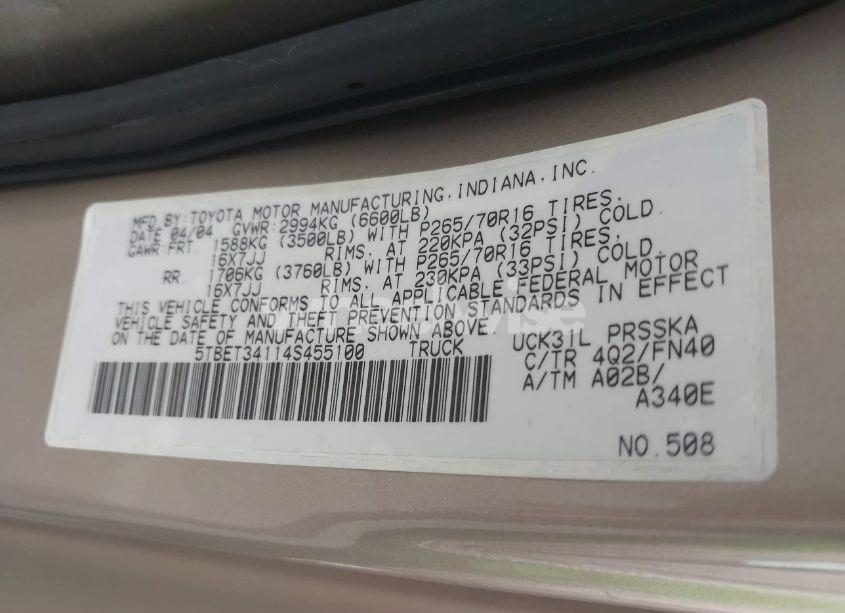 MFD. BY: TOYOTA MOTOR MANUFACTURING, INDIANA, INC.
DATE 04/04 GVWR: 2994KG (6600LB)
GAWR: FRT. 1588KG (3500LB) WITH P265/70R16 TIRES,
16X7JJ RIMS, AT 220KPA (32PSI) COLD.
RR. 1706KG (3760LB) WITH P265/70R16 TIRES,
16X7JJ RIMS, AT 230KPA (33PSI) COLD.
THIS VEHICLE CONFORMS TO ALL APPLICABLE FEDERAL MOTOR
VEHICLE SAFETY AND THEFT PREVENTION STANDARDS IN EFFECT
ON THE DATE OF MANUFACTURE SHOWN ABOVE.
5TBET34114S455100 TRUCK
UCK31L PRSSKA
C/TR 4Q2/FN40
A/TM A02B/
A340E
NO.508